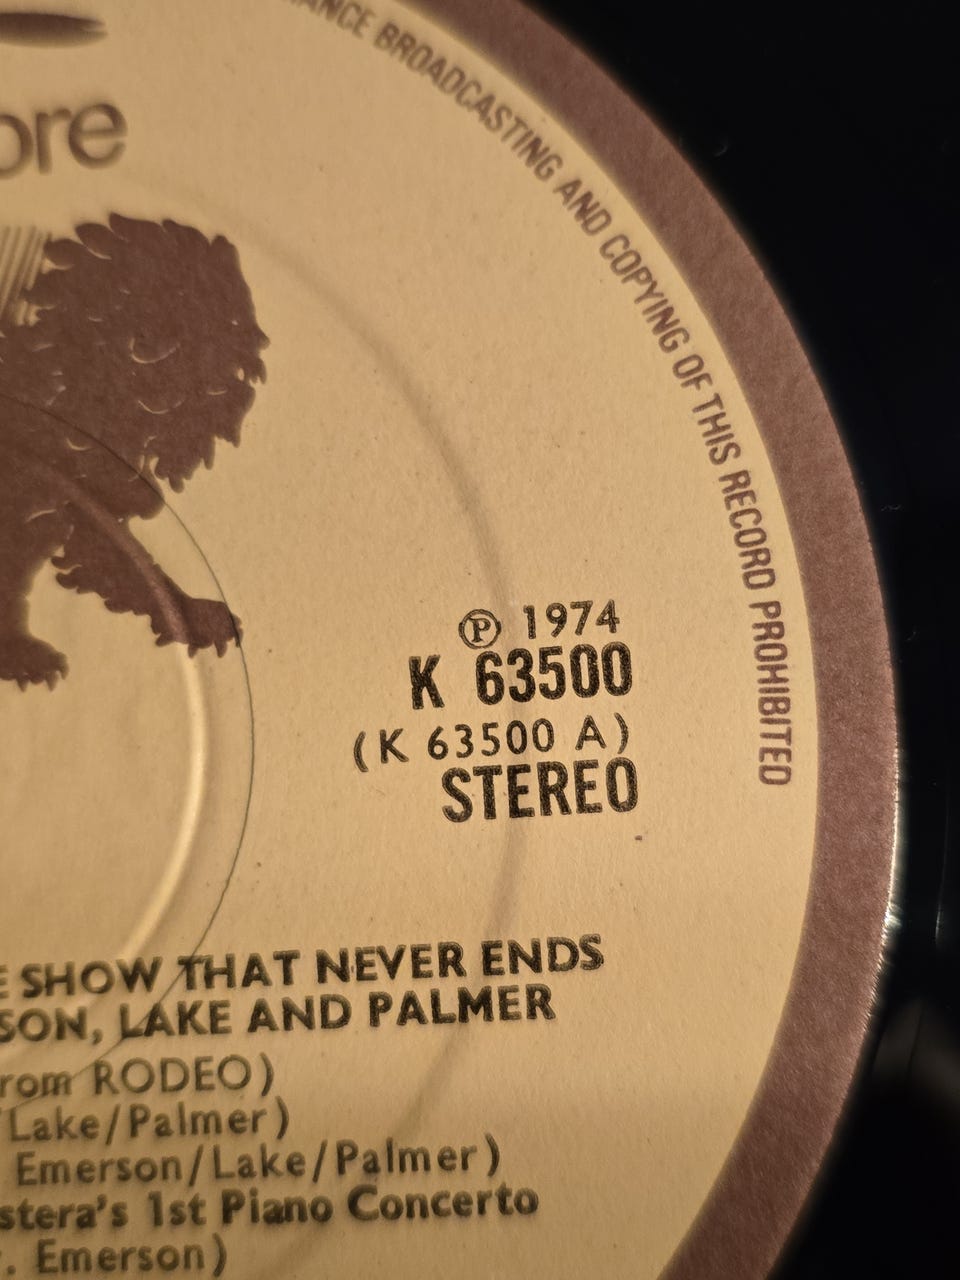 ANCE BROADCASTING AND COPYING OF THIS RECORD PROHIBITED
ore
Ⓟ 1974
K 63500
(K 63500 A)
STEREO
E SHOW THAT NEVER ENDS
SON, LAKE AND PALMER
rom RODEO)
/Lake/Palmer)
Emerson/Lake/Palmer)
stera's 1st Piano Concerto
r. Emerson)